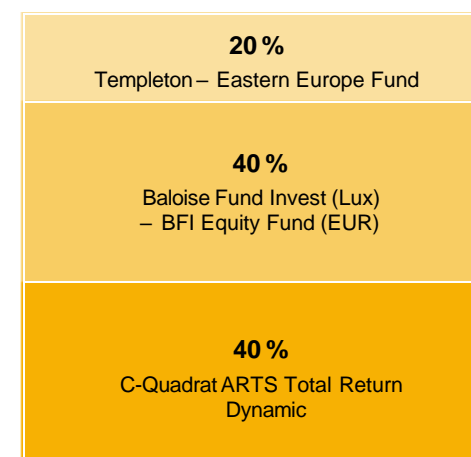 20 %
Templeton – Eastern Europe Fund
40 %
Baloise Fund Invest (Lux)
– BFI Equity Fund (EUR)
40 %
C-Quadrat ARTS Total Return
Dynamic